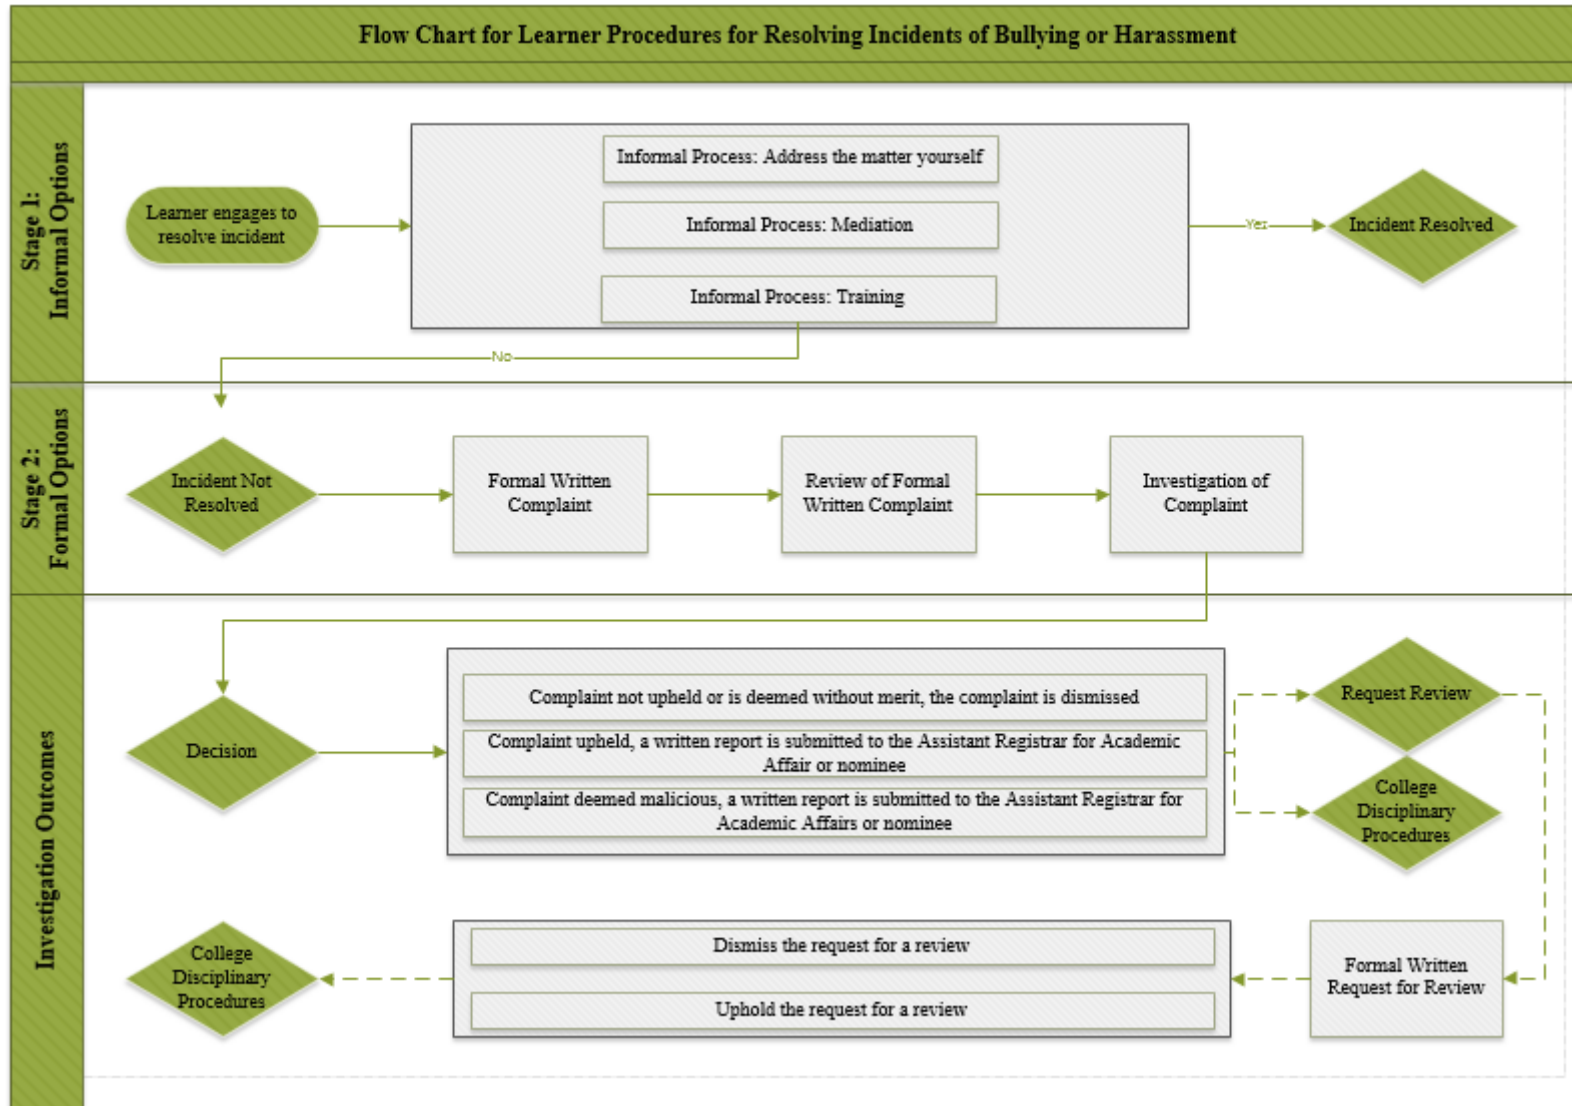 Flow Chart for Learner Procedures for Resolving Incidents of Bullying or Harassment
Stage 1:
Informal Options
Learner engages to
resolve incident
Informal Process: Address the matter yourself
Informal Process: Mediation
Informal Process: Training
Yes
Incident Resolved
No
Stage 2:
Formal Options
Incident Not
Resolved
Formal Written
Complaint
Review of Formal
Written Complaint
Investigation of
Complaint
Investigation Outcomes
Decision
Complaint not upheld or is deemed without merit, the complaint is dismissed
Complaint upheld, a written report is submitted to the Assistant Registrar for Academic
Affair or nominee
Complaint deemed malicious, a written report is submitted to the Assistant Registrar for
Academic Affairs or nominee
Request Review
College
Disciplinary
Procedures
College
Disciplinary
Procedures
Dismiss the request for a review
Uphold the request for a review
Formal Written
Request for Review